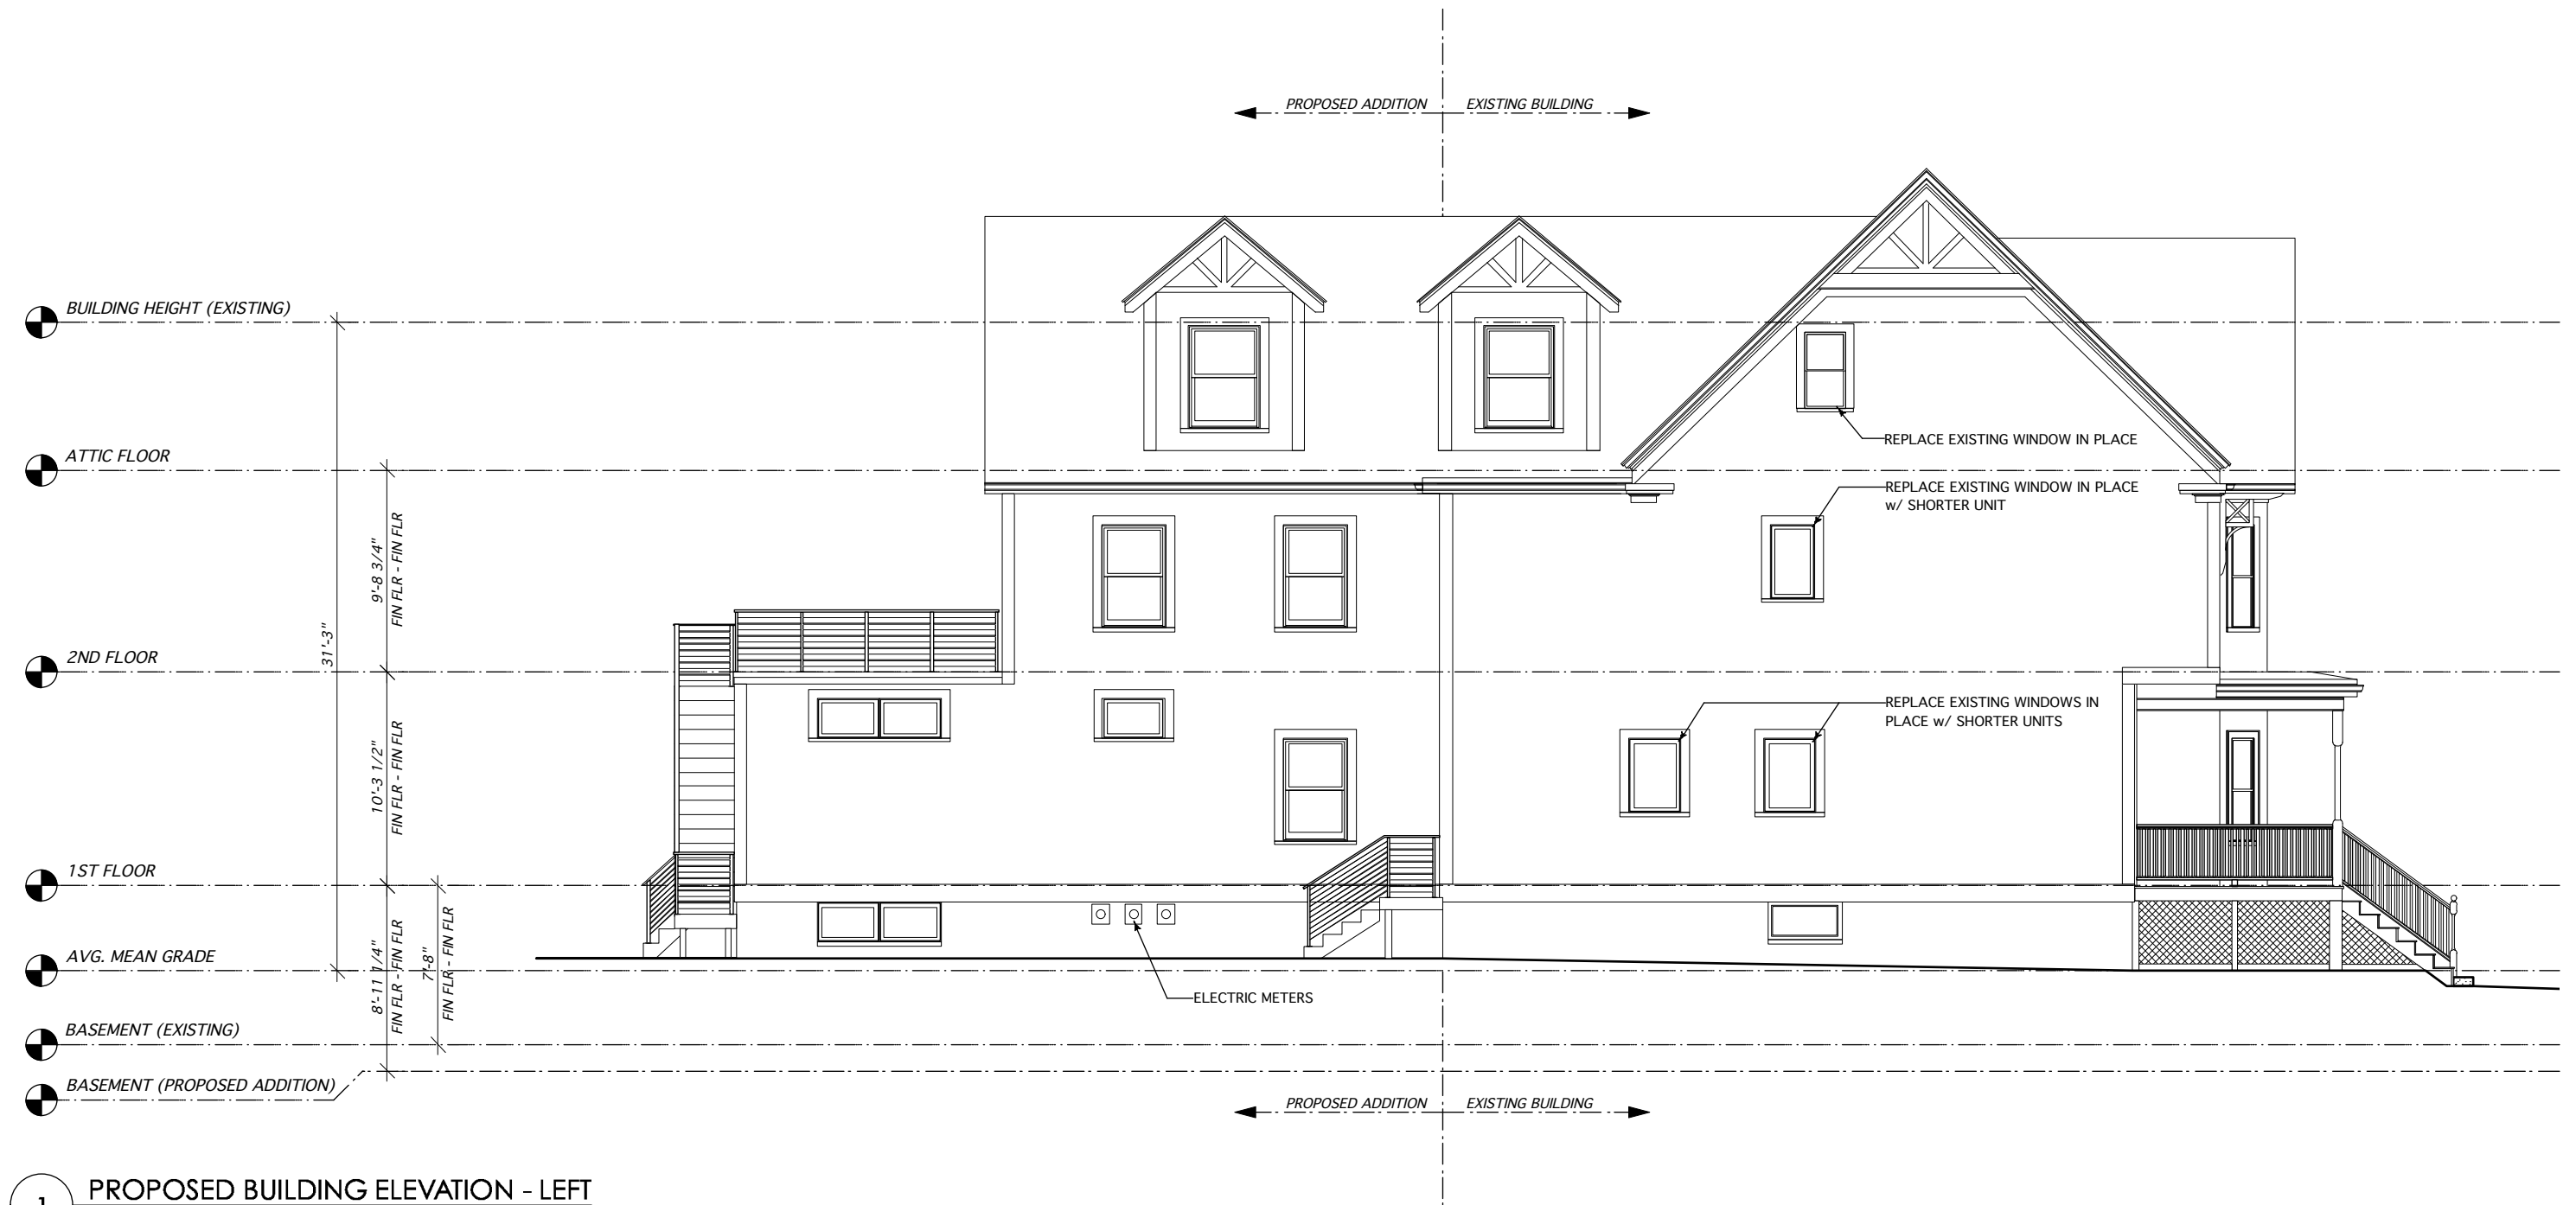 PROPOSED ADDITION
EXISTING BUILDING
BUILDING HEIGHT (EXISTING)
ATTIC FLOOR
REPLACE EXISTING WINDOW IN PLACE
REPLACE EXISTING WINDOW IN PLACE
w/ SHORTER UNIT
9'-8 3/4"
FIN FLR - FIN FLR
31'-3"
2ND FLOOR
REPLACE EXISTING WINDOWS IN
PLACE w/ SHORTER UNITS
10'-3 1/2"
FIN FLR - FIN FLR
1ST FLOOR
8'-11 1/4"
FIN FLR - FIN FLR
7'-8"
FIN FLR - FIN FLR
AVG. MEAN GRADE
ELECTRIC METERS
BASEMENT (EXISTING)
BASEMENT (PROPOSED ADDITION)
PROPOSED ADDITION
EXISTING BUILDING
1
PROPOSED BUILDING ELEVATION - LEFT